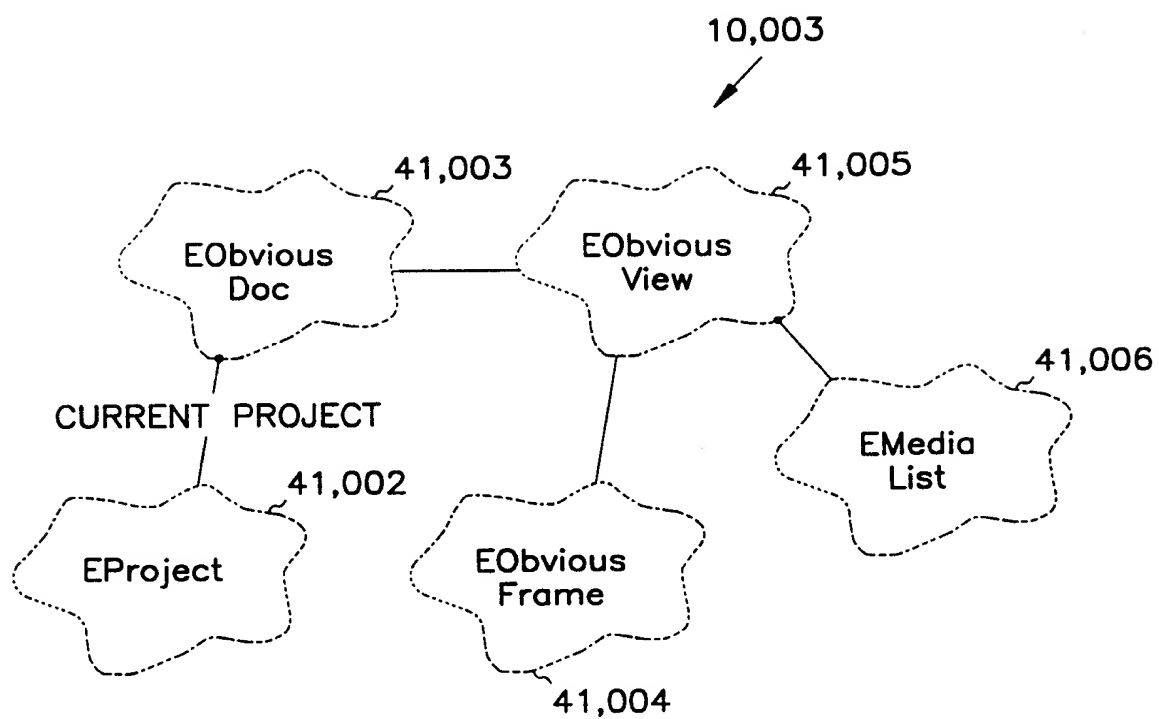 10,003
41,003
41,005
EObvious
Doc
EObvious
View
41,006
CURRENT PROJECT
EMedia
List
41,002
EProject
EObvious
Frame
41,004